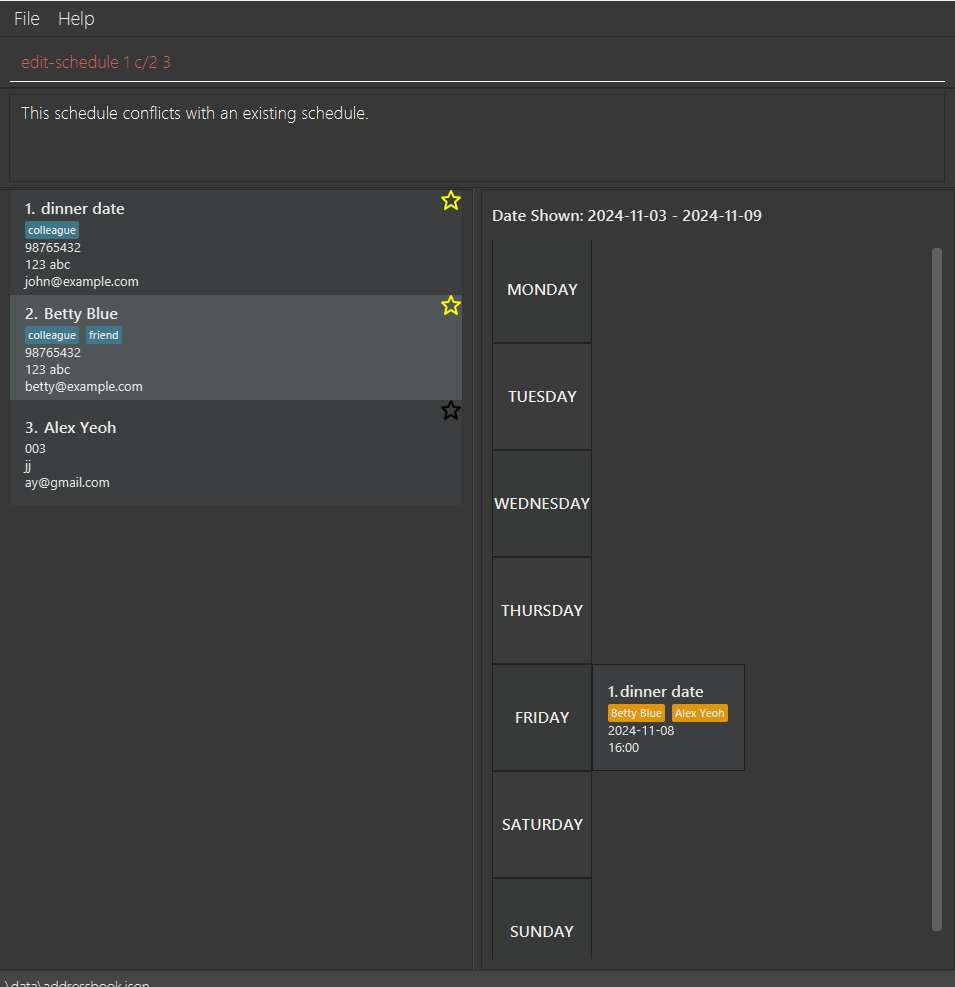 File Help
edit-schedule 1 c/2 3
This schedule conflicts with an existing schedule.
1. dinner date
colleague
98765432
123 abc
john@example.com
2. Betty Blue
colleague friend
98765432
123 abc
betty@example.com
3. Alex Yeoh
003
jj
ay@gmail.com
Date Shown: 2024-11-03 - 2024-11-09
MONDAY
TUESDAY
WEDNESDAY
THURSDAY
FRIDAY
1. dinner date
Betty Blue Alex Yeoh
2024-11-08
16:00
SATURDAY
SUNDAY
.\data\addressbook.json